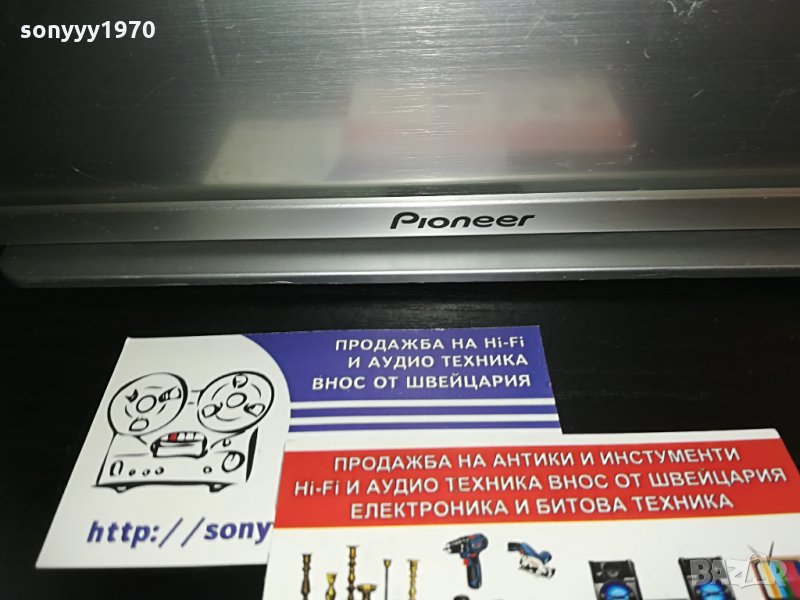 sonyyy1970
Pioneer
ПРОДАЖБА НА Hi-Fi
И АУДИО ТЕХНИКА
ВНОС ОТ ШВЕЙЦАРИЯ
http://sony
ПРОДАЖБА НА АНТИКИ И ИНСТУМЕНТИ
Hi-Fi И АУДИО ТЕХНИКА ВНОС ОТ ШВЕЙЦАРИЯ
ЕЛЕКТРОНИКА И БИТОВА ТЕХНИКА
BAZAR